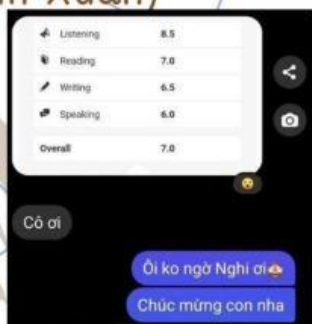 Xuân)
Listening 8.5
Reading 7.0
Writing 6.5
Speaking 6.0
Overall 7.0
Cô ơi
Ôi ko ngờ Nghi ơi
Chúc mừng con nha